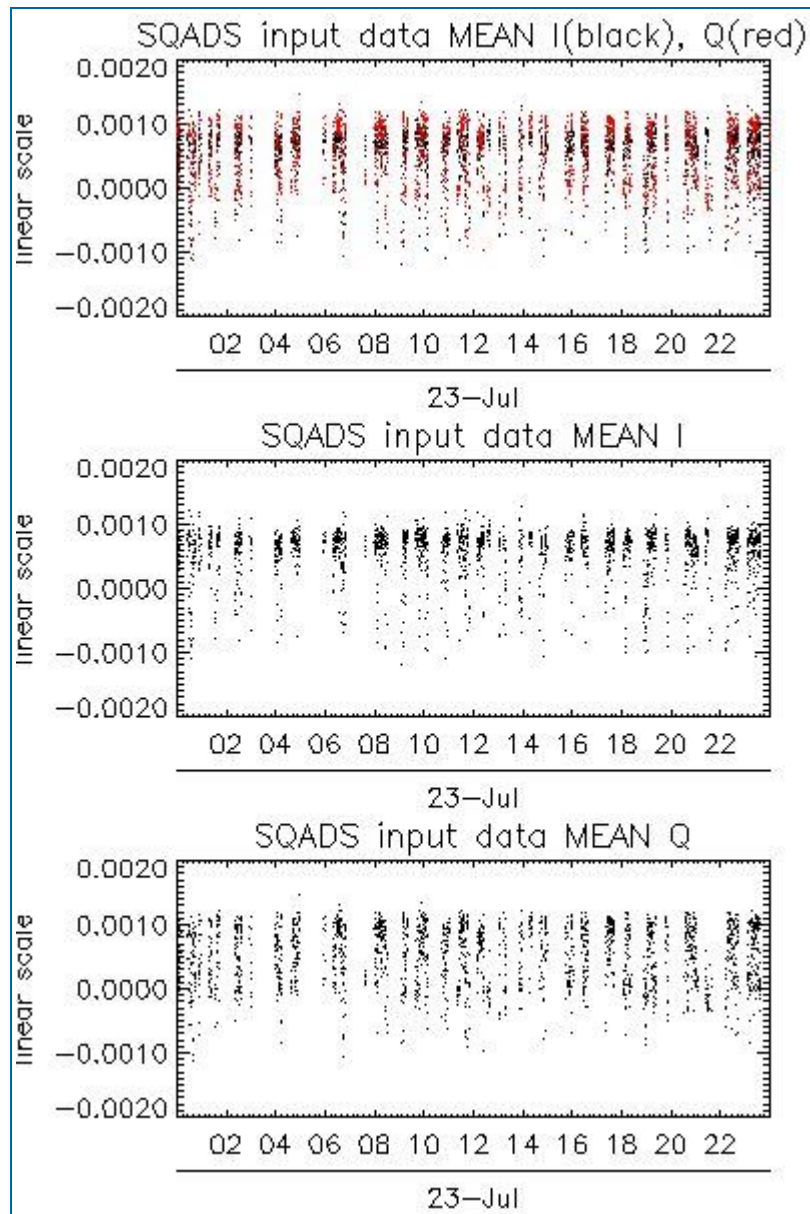 SQADS input data MEAN I(black), Q(red)
linear scale
0.0020
0.0010
0.0000
−0.0010
−0.0020
02 04 06 08 10 12 14 16 18 20 22
23−Jul
SQADS input data MEAN I
linear scale
0.0020
0.0010
0.0000
−0.0010
−0.0020
02 04 06 08 10 12 14 16 18 20 22
23−Jul
SQADS input data MEAN Q
linear scale
0.0020
0.0010
0.0000
−0.0010
−0.0020
02 04 06 08 10 12 14 16 18 20 22
23−Jul